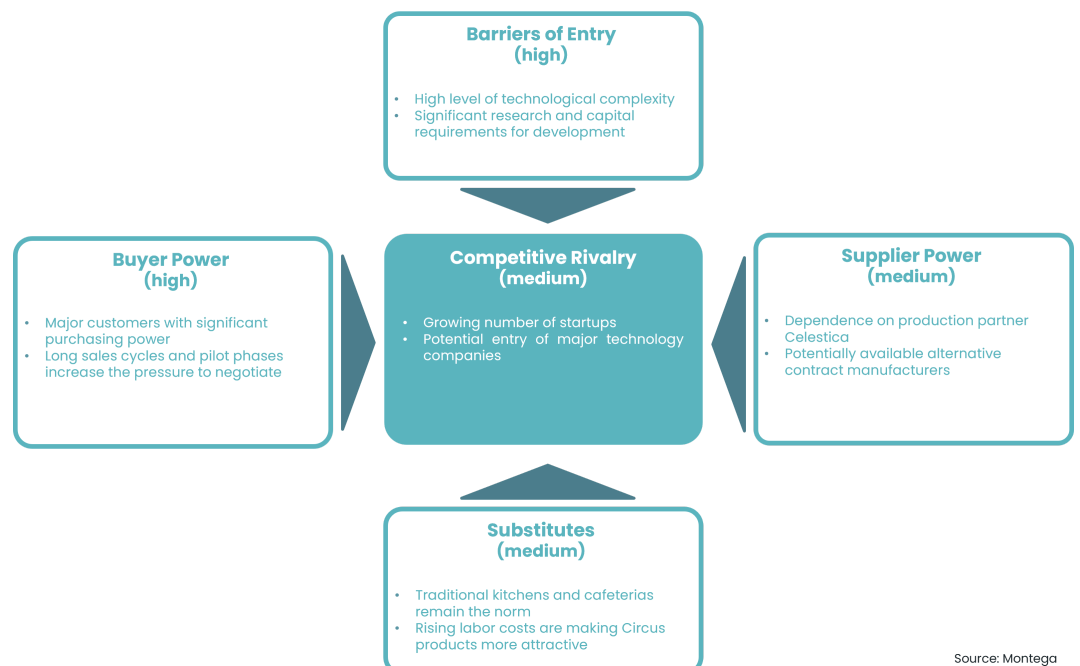 Barriers of Entry
(high)
• High level of technological complexity
• Significant research and capital
requirements for development
Buyer Power
(high)
• Major customers with significant
purchasing power
• Long sales cycles and pilot phases
increase the pressure to negotiate
Competitive Rivalry
(medium)
• Growing number of startups
• Potential entry of major technology
companies
Supplier Power
(medium)
• Dependence on production partner
Celestica
• Potentially available alternative
contract manufacturers
Substitutes
(medium)
• Traditional kitchens and cafeterias
remain the norm
• Rising labor costs are making Circus
products more attractive
Source: Montega